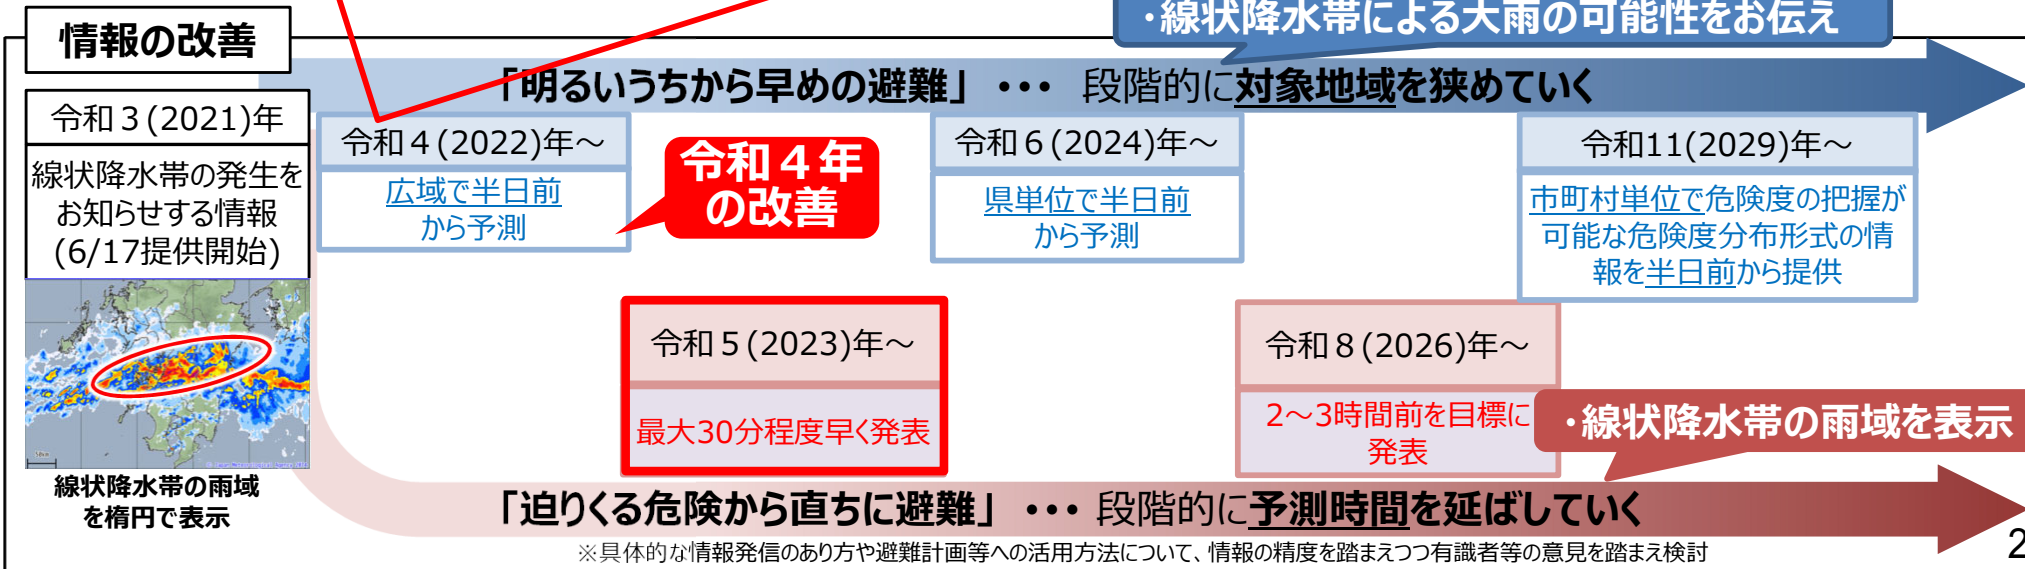 ・線状降水帯による大雨の可能性をお伝え
情報の改善
「明るいうちから早めの避難」・・・ 段階的に対象地域を狭めていく
令和３(2021)年
線状降水帯の発生を
お知らせする情報
(6/17提供開始)
線状降水帯の雨域
を楕円で表示
令和４(2022)年～
広域で半日前
から予測
令和４年
の改善
令和６(2024)年～
県単位で半日前
から予測
令和11(2029)年～
市町村単位で危険度の把握が
可能な危険度分布形式の情
報を半日前から提供
令和５(2023)年～
最大30分程度早く発表
令和８(2026)年～
2～3時間前を目標に
発表
・線状降水帯の雨域を表示
「迫りくる危険から直ちに避難」・・・ 段階的に予測時間を延ばしていく
※具体的な情報発信のあり方や避難計画等への活用方法について、情報の精度を踏まえつつ有識者等の意見を踏まえ検討
2